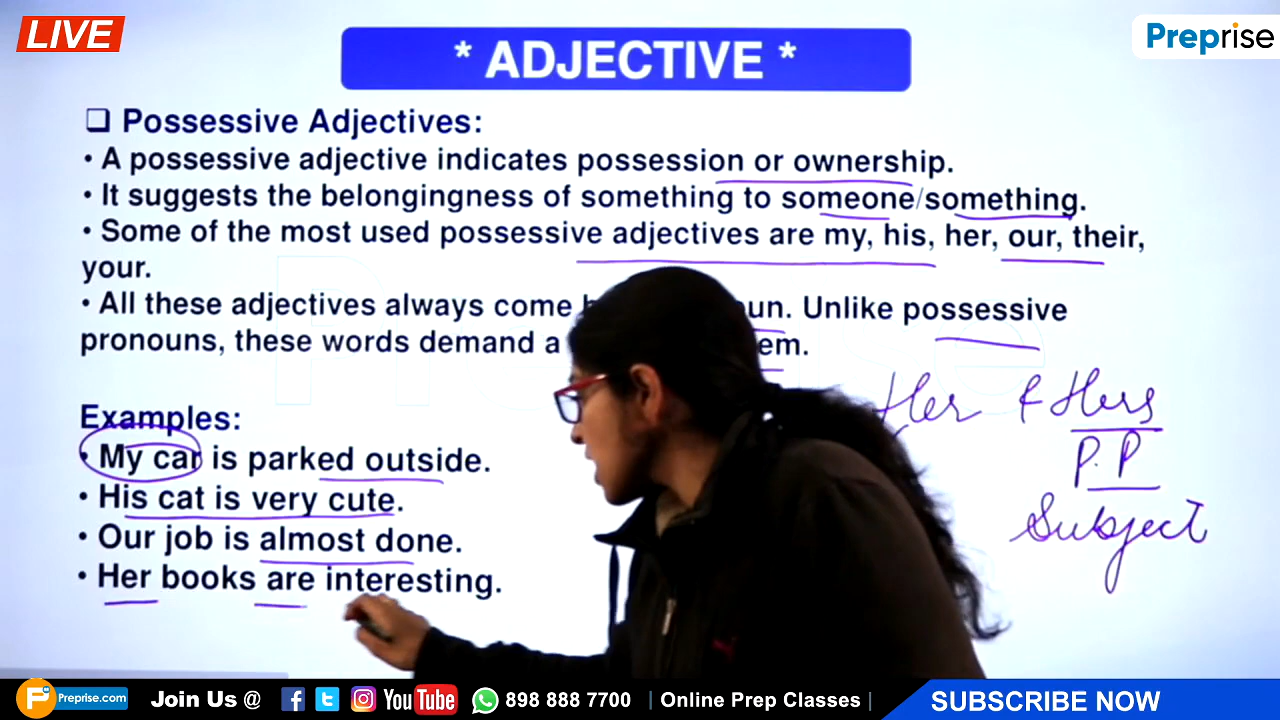 LIVE
Preprise
* ADJECTIVE *
❑ Possessive Adjectives:
• A possessive adjective indicates possession or ownership.
• It suggests the belongingness of something to someone/something.
• Some of the most used possessive adjectives are my, his, her, our, their,
your.
• All these adjectives always come un. Unlike possessive
pronouns, these words demand a em.
Her & Hers
P.P
Subject
Examples:
• My car is parked outside.
• His cat is very cute.
• Our job is almost done.
• Her books are interesting.
Preprise.com Join Us @ YouTube 898 888 7700 | Online Prep Classes | SUBSCRIBE NOW